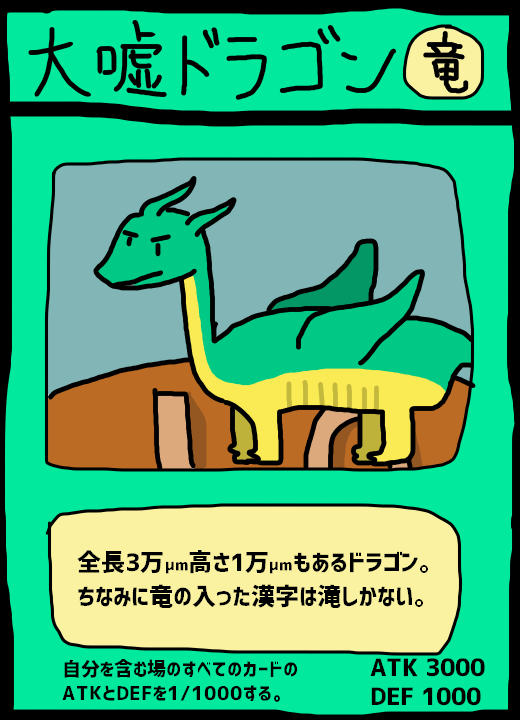 大嘘ドラゴン 竜
全長3万μm高さ1万μmもあるドラゴン。
ちなみに竜の入った漢字は滝しかない。
自分を含む場のすべてのカードの
ATKとDEFを1/1000する。
ATK 3000
DEF 1000